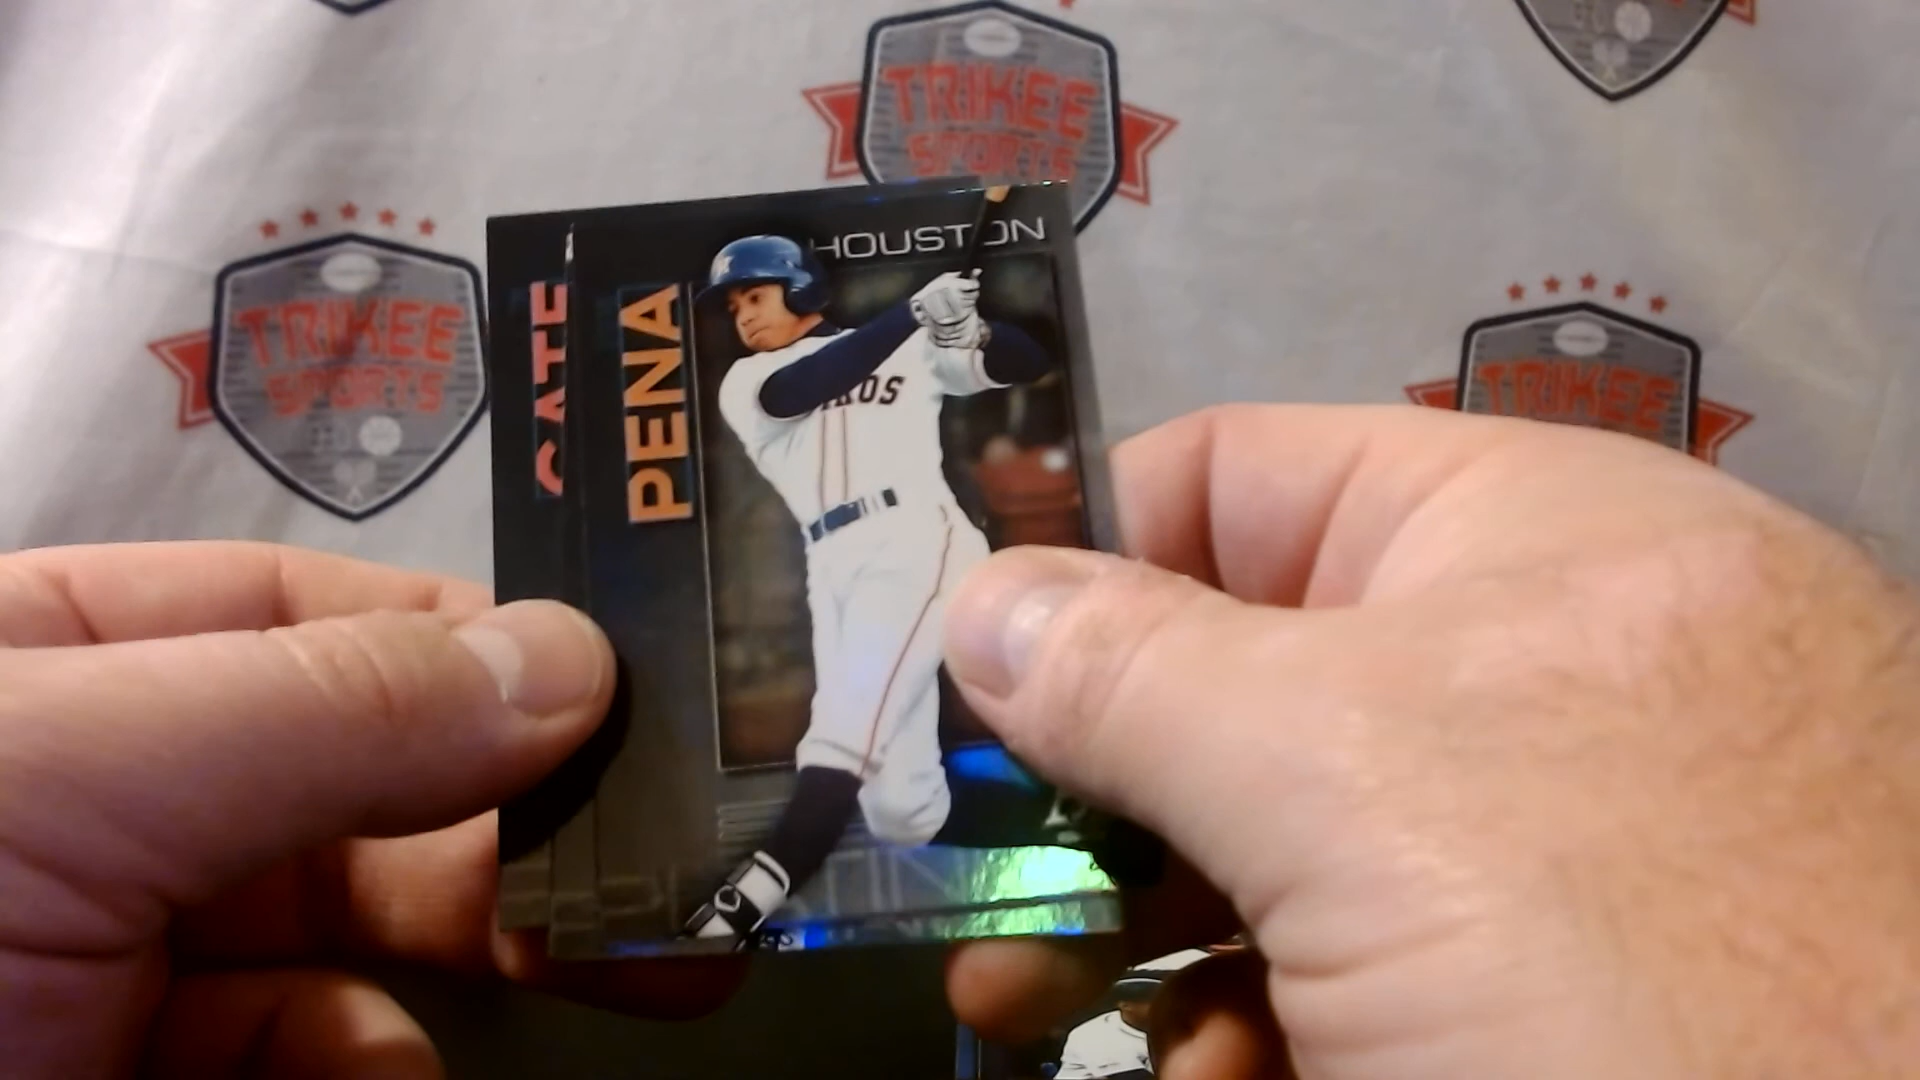 TRIKEE
SPORTS
TRIKEE
SPORTS
TRIKEE
HOUSTON
PENA
CATE
ROS